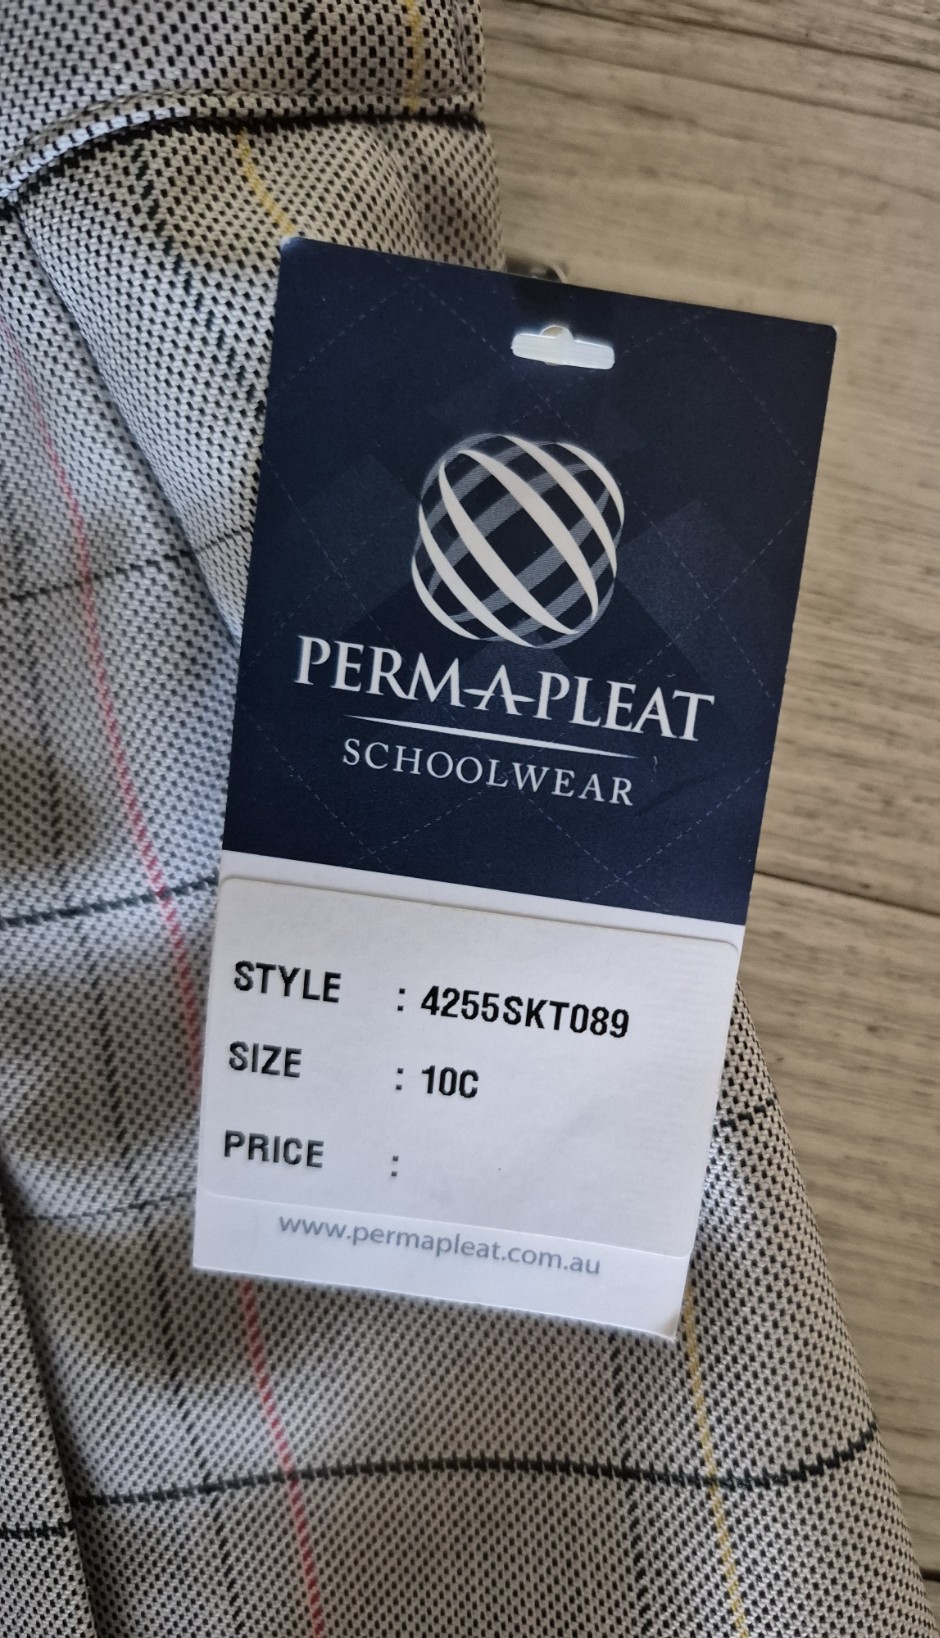 PERM-A-PLEAT
SCHOOLWEAR
STYLE : 4255SKT089
SIZE : 10C
PRICE :
www.permapleat.com.au